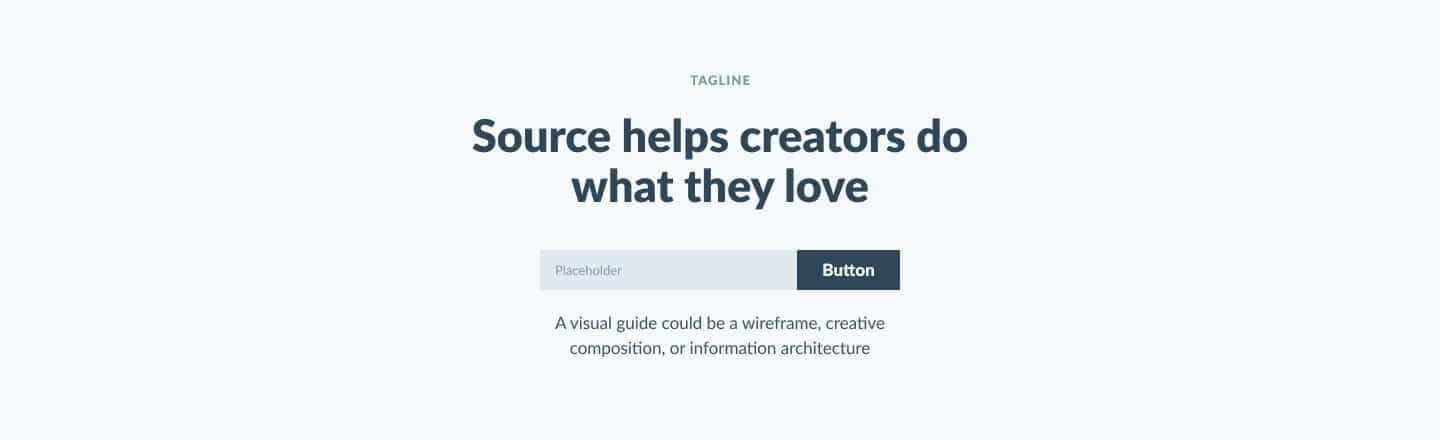 TAGLINE
Source helps creators do
what they love
Placeholder
Button
A visual guide could be a wireframe, creative
composition, or information architecture